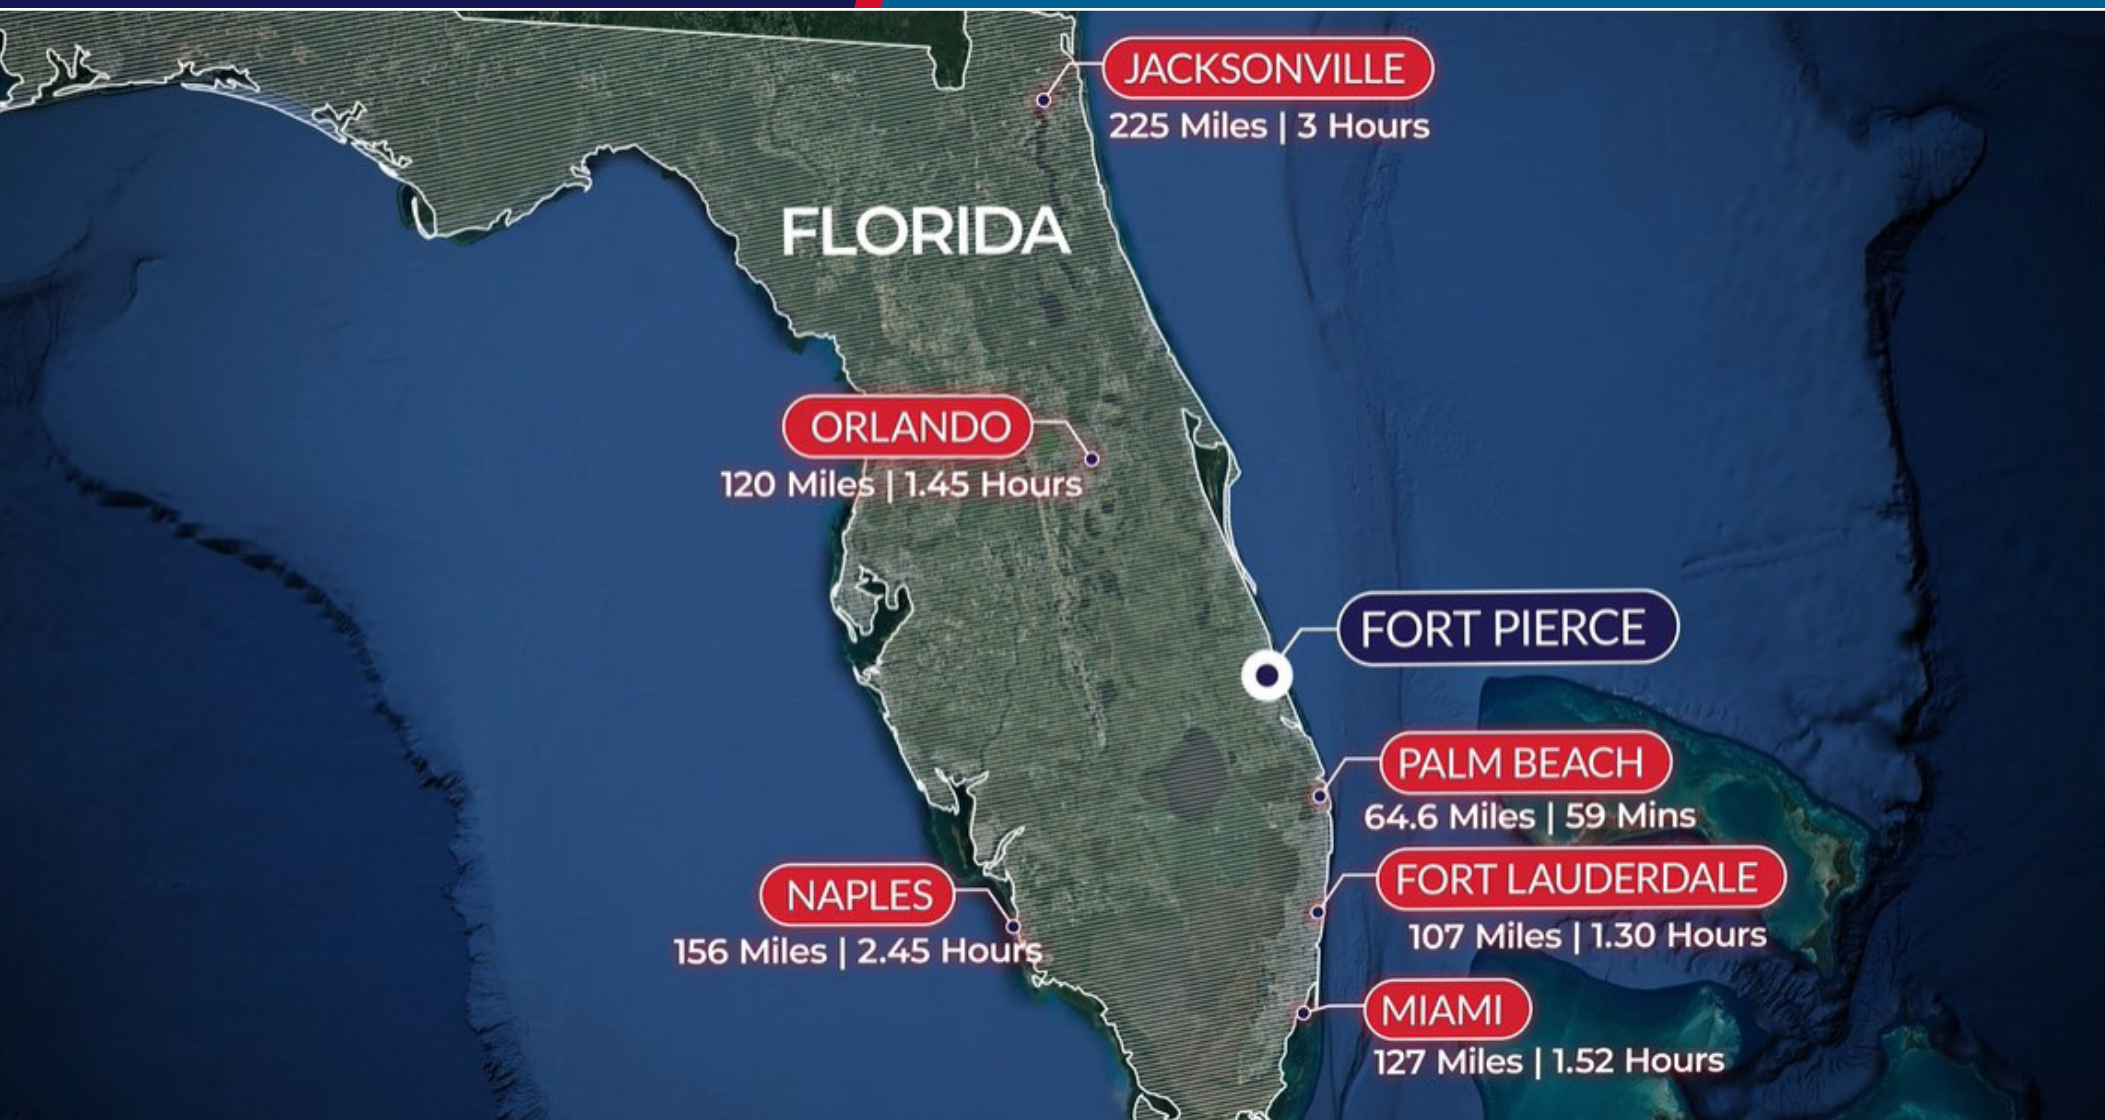 JACKSONVILLE
225 Miles | 3 Hours
FLORIDA
ORLANDO
120 Miles | 1.45 Hours
FORT PIERCE
PALM BEACH
64.6 Miles | 59 Mins
FORT LAUDERDALE
107 Miles | 1.30 Hours
NAPLES
156 Miles | 2.45 Hours
MIAMI
127 Miles | 1.52 Hours